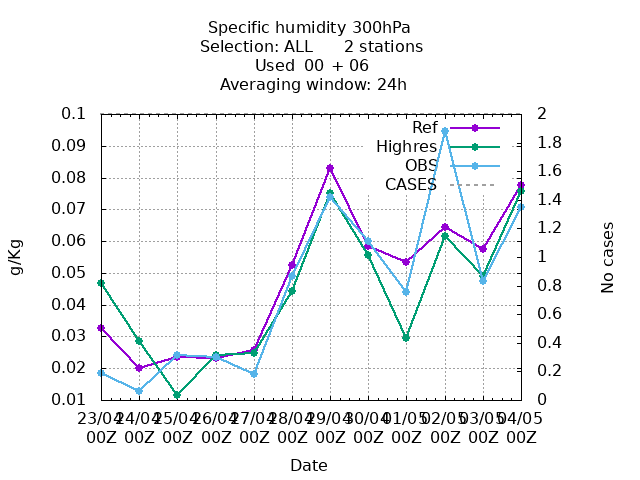 Specific humidity 300hPa
Selection: ALL 2 stations
Used 00 + 06
Averaging window: 24h
0.1
0.09
0.08
0.07
0.06
0.05
0.04
0.03
0.02
0.01
g/Kg
2
1.8
1.6
1.4
1.2
1
0.8
0.6
0.4
0.2
0
No cases
Ref
Highres
OBS
CASES
23/04 24/04 25/04 26/04 27/04 28/04 29/04 30/04 01/05 02/05 03/05 04/05
00Z 00Z 00Z 00Z 00Z 00Z 00Z 00Z 00Z 00Z 00Z 00Z
Date